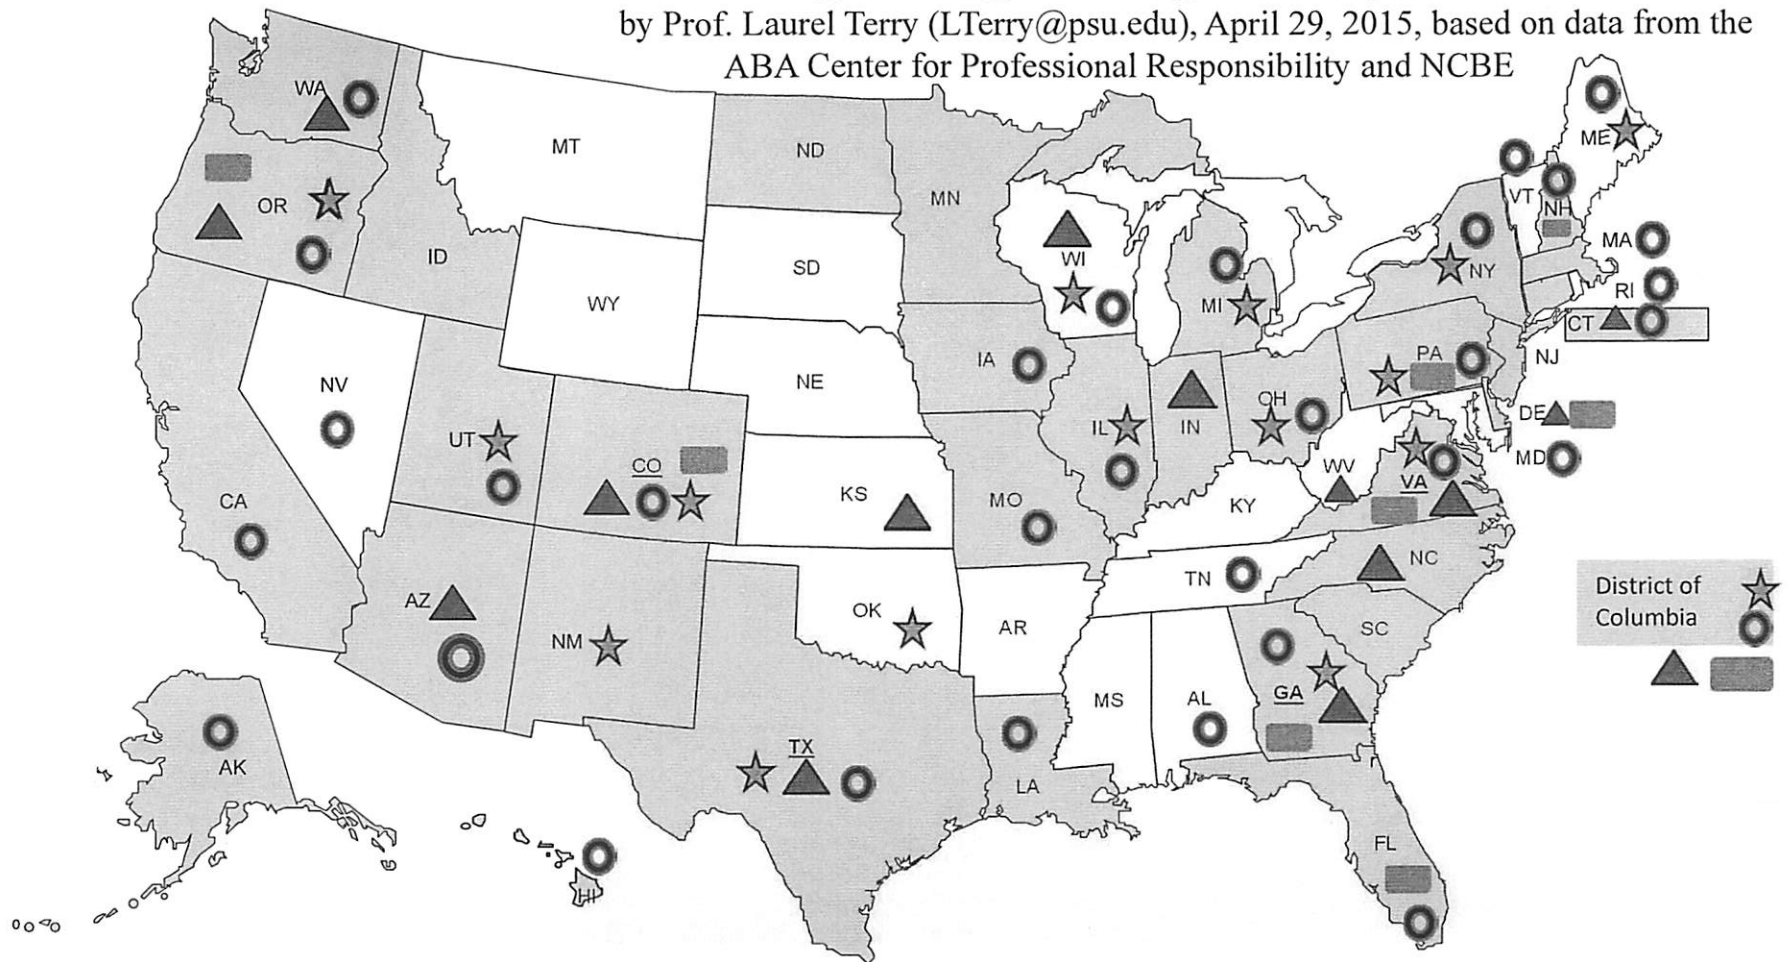 by Prof. Laurel Terry (LTerry@psu.edu), April 29, 2015, based on data from the
ABA Center for Professional Responsibility and NCBE
WA
MT
ND
MN
ME
OR
ID
VT
NH
WI
MA
SD
WY
MI
NY
RI
CT
IA
PA
NJ
NV
NE
OH
UT
CO
IL
IN
DE
MD
CA
KS
MO
WV
VA
KY
NC
TN
AZ
NM
OK
AR
SC
District of
Columbia
GA
MS
AL
AK
TX
LA
FL
HI